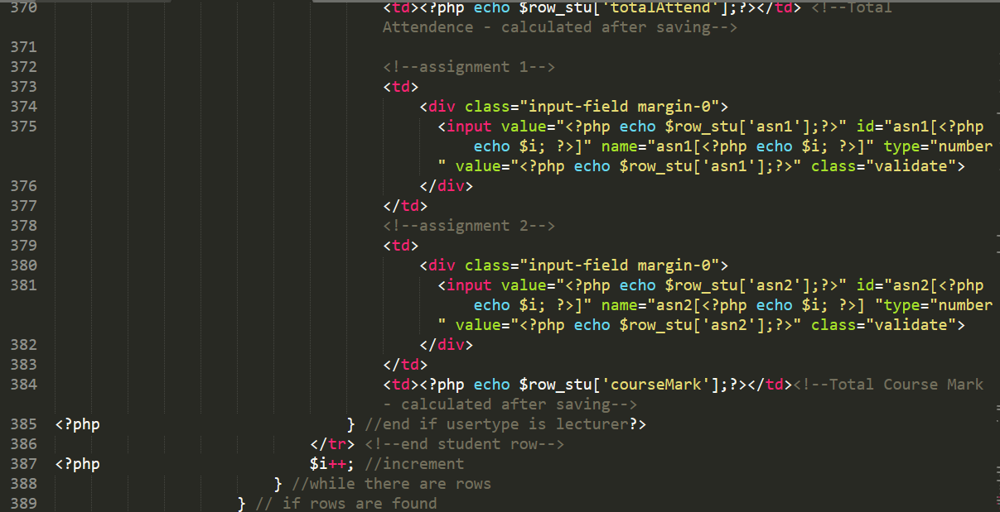 370 <td><?php echo $row_stu['totalAttend'];?></td> <!--Total
Attendence - calculated after saving-->
371
372 <!--assignment 1-->
373 <td>
374 <div class="input-field margin-0">
375 <input value="<?php echo $row_stu['asn1'];?>" id="asn1[<?php
echo $i; ?>]" name="asn1[<?php echo $i; ?>]" type="number
" value="<?php echo $row_stu['asn1'];?>" class="validate">
376 </div>
377 </td>
378 <!--assignment 2-->
379 <td>
380 <div class="input-field margin-0">
381 <input value="<?php echo $row_stu['asn2'];?>" id="asn2[<?php
echo $i; ?>]" name="asn2[<?php echo $i; ?>] "type="number
" value="<?php echo $row_stu['asn2'];?>" class="validate">
382 </div>
383 </td>
384 <td><?php echo $row_stu['courseMark'];?></td><!--Total Course Mark
- calculated after saving-->
385 <?php } //end if usertype is lecturer?>
386 </tr> <!--end student row-->
387 <?php $i++; //increment
388 } //while there are rows
389 } // if rows are found